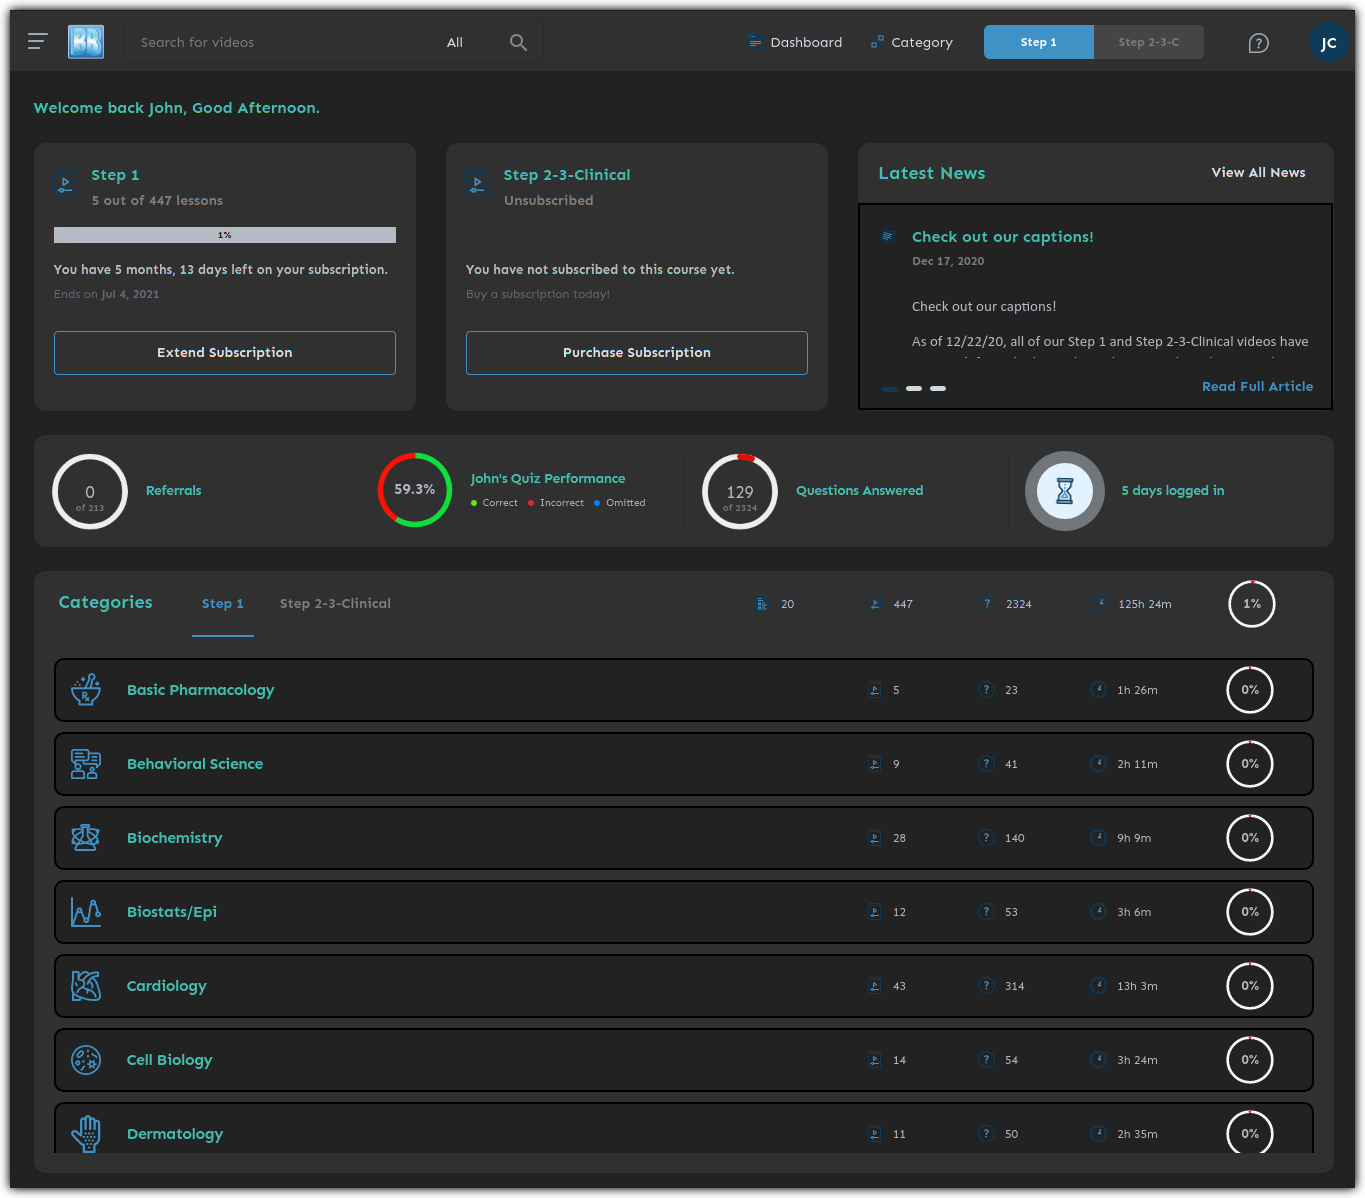 BB
Search for videos
All
Dashboard
Category
Step 1
Step 2-3-C
?
JC
Welcome back John, Good Afternoon.
Step 1
5 out of 447 lessons
1%
You have 5 months, 13 days left on your subscription.
Ends on Jul 4, 2021
Extend Subscription
Step 2-3-Clinical
Unsubscribed
You have not subscribed to this course yet.
Buy a subscription today!
Purchase Subscription
Latest News
View All News
Check out our captions!
Dec 17, 2020
Check out our captions!
As of 12/22/20, all of our Step 1 and Step 2-3-Clinical videos have
Read Full Article
0
of 213
Referrals
59.3%
John's Quiz Performance
Correct
Incorrect
Omitted
129
of 2324
Questions Answered
5 days logged in
Categories
Step 1
Step 2-3-Clinical
20
447
? 2324
125h 24m
1%
Basic Pharmacology
5
? 23
1h 26m
0%
Behavioral Science
9
? 41
2h 11m
0%
Biochemistry
28
? 140
9h 9m
0%
Biostats/Epi
12
? 53
3h 6m
0%
Cardiology
43
? 314
13h 3m
0%
Cell Biology
14
? 54
3h 24m
0%
Dermatology
11
? 50
2h 35m
0%